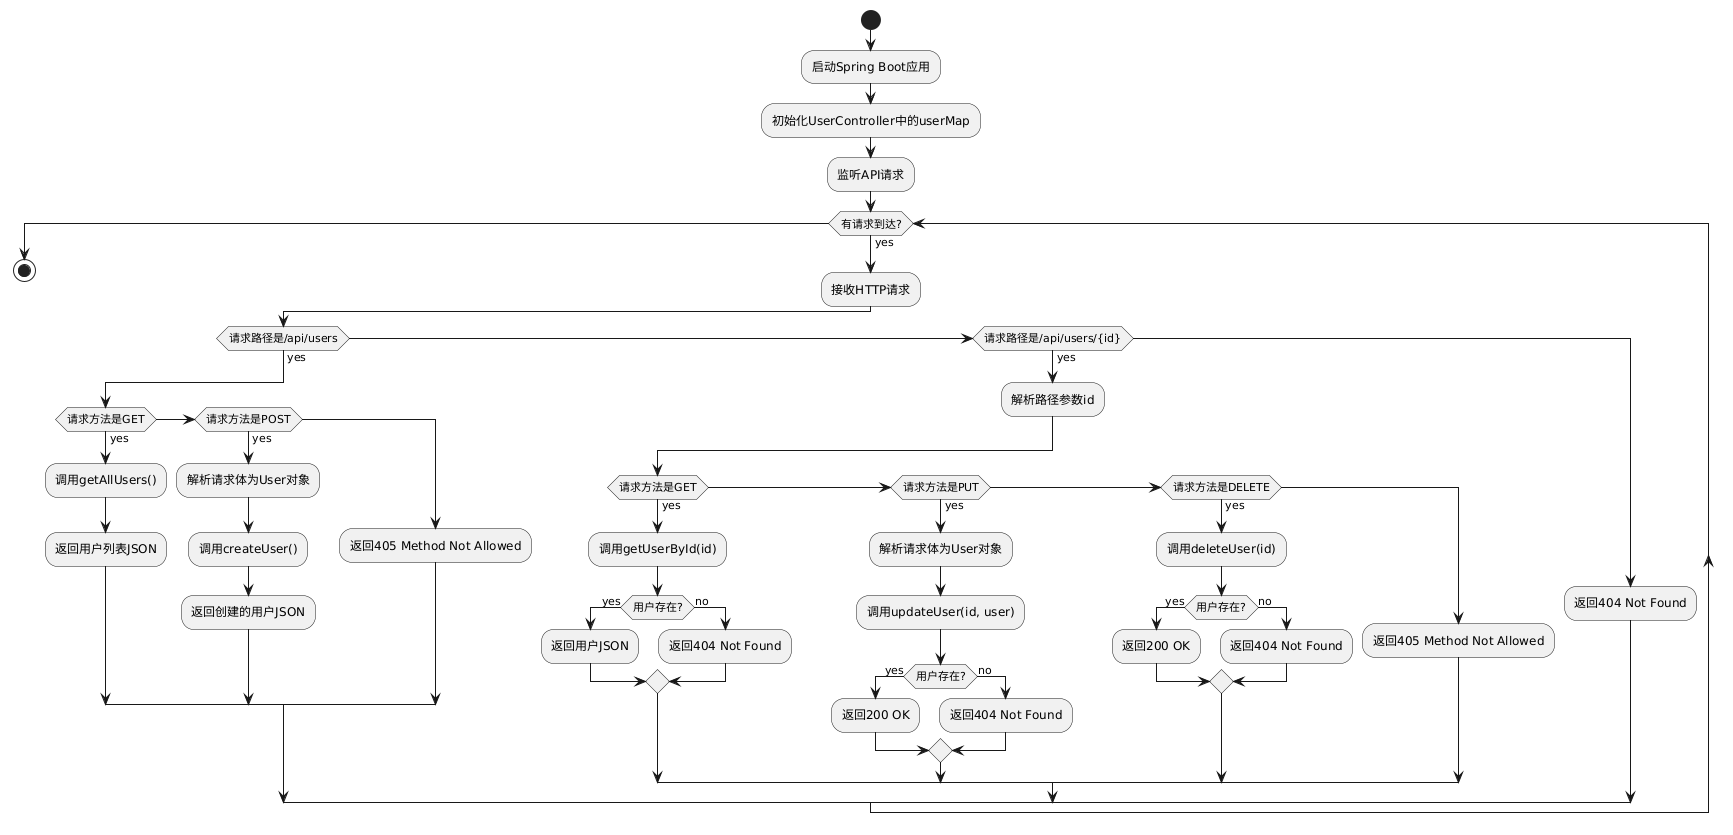 启动Spring Boot应用
初始化UserController中的userMap
监听API请求
有请求到达?
yes
接收HTTP请求
请求路径是/api/users
yes
请求路径是/api/users/{id}
yes
请求方法是GET
yes
请求方法是POST
yes
调用getAllUsers()
返回用户列表JSON
解析请求体为User对象
调用createUser()
返回创建的用户JSON
返回405 Method Not Allowed
解析路径参数id
请求方法是GET
yes
请求方法是PUT
yes
请求方法是DELETE
yes
调用getUserById(id)
yes
用户存在?
no
返回用户JSON
返回404 Not Found
解析请求体为User对象
调用updateUser(id, user)
yes
用户存在?
no
返回200 OK
返回404 Not Found
调用deleteUser(id)
yes
用户存在?
no
返回200 OK
返回404 Not Found
返回405 Method Not Allowed
返回404 Not Found